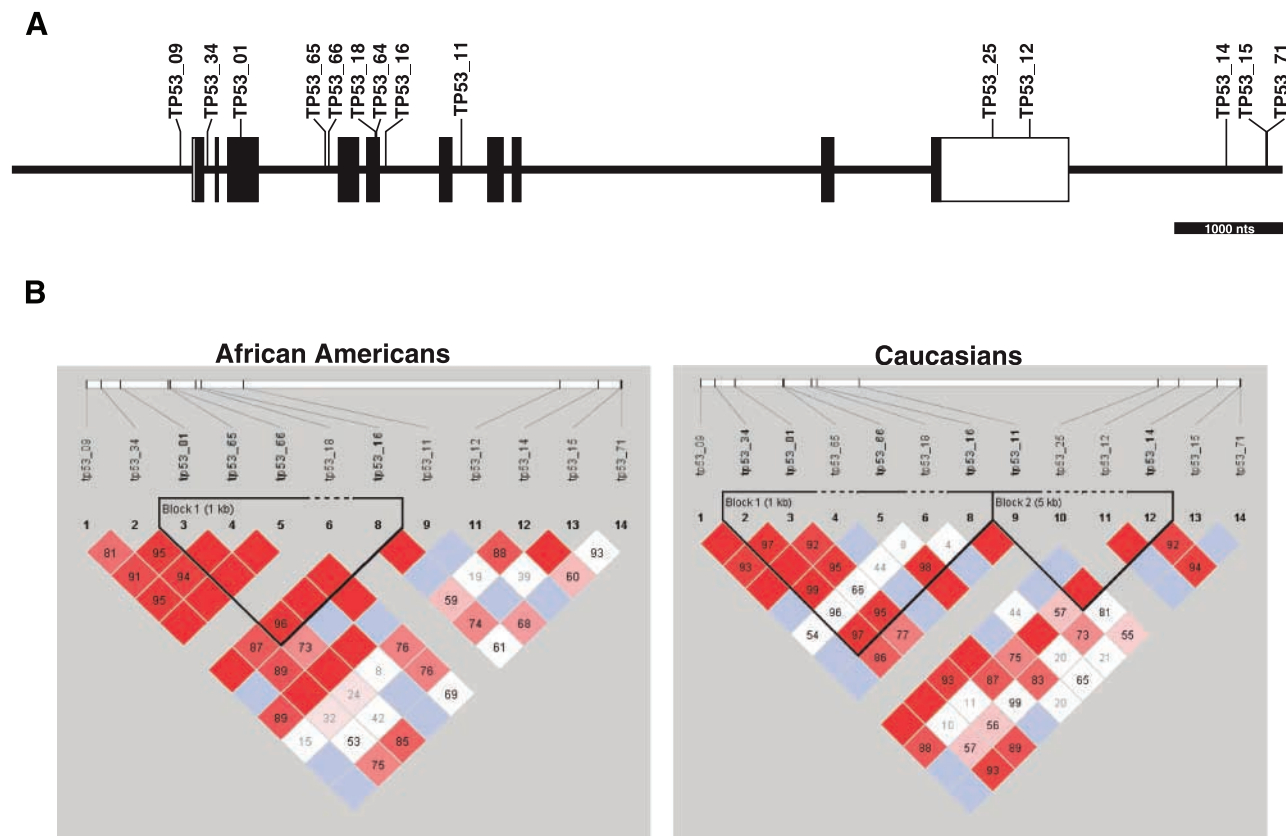 A
TP53_09 TP53_34 TP53_01 TP53_65 TP53_66 TP53_18 TP53_64 TP53_16 TP53_11 TP53_25 TP53_12 TP53_14 TP53_15 TP53_71
1000 nts
B
African Americans
tp53_09 tp53_34 tp53_01 tp53_65 tp53_66 tp53_18 tp53_16 tp53_11 tp53_12 tp53_14 tp53_15 tp53_71
Block 1 (1 kb)
1 2 3 4 5 6 8 9 11 12 13 14
81 95 88 93
91 94 19 39 60
95 59
96 74 68
87 73 76 61
89 8 76
24 69
89 32 42
15 53 85
75
Caucasians
tp53_09 tp53_34 tp53_01 tp53_65 tp53_66 tp53_18 tp53_16 tp53_11 tp53_25 tp53_12 tp53_14 tp53_15 tp53_71
Block 1 (1 kb) Block 2 (5 kb)
1 2 3 4 5 6 8 9 10 11 12 13 14
97 92 9 4 92
93 95 44 98 94
99 66
96 95 44 57 81
54 97 77 73 55
86 75 20 21
93 87 83 65
11 99 20
10 56
88 57 89
93